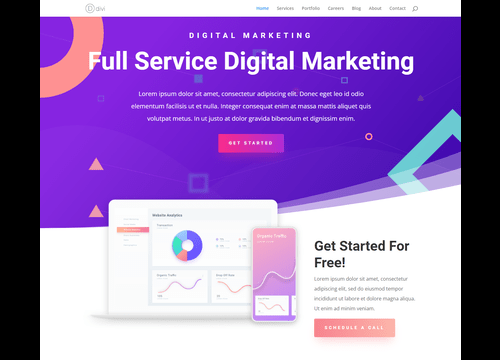 divi
Home Services Portfolio Careers Blog About Contact
DIGITAL MARKETING
Full Service Digital Marketing
Lorem ipsum dolor sit amet, consectetur adipiscing elit. Donec eget odio
elementum facilisis ut et nulla. Integer consequat enim at massa mattis aliquet quis
volutpat metus. In ut justo at dolor gravida bibendum et dignissim sem.
GET STARTED
Website Analytics
Organic Traffic
Organic Traffic
Get Started For
Free!
Lorem ipsum dolor sit amet, consectetur
adipiscing elit, sed do eiusmod tempor
incididunt ut labore et dolore magna aliqua.
Ut enim ad minim veniam.
SCHEDULE A CALL